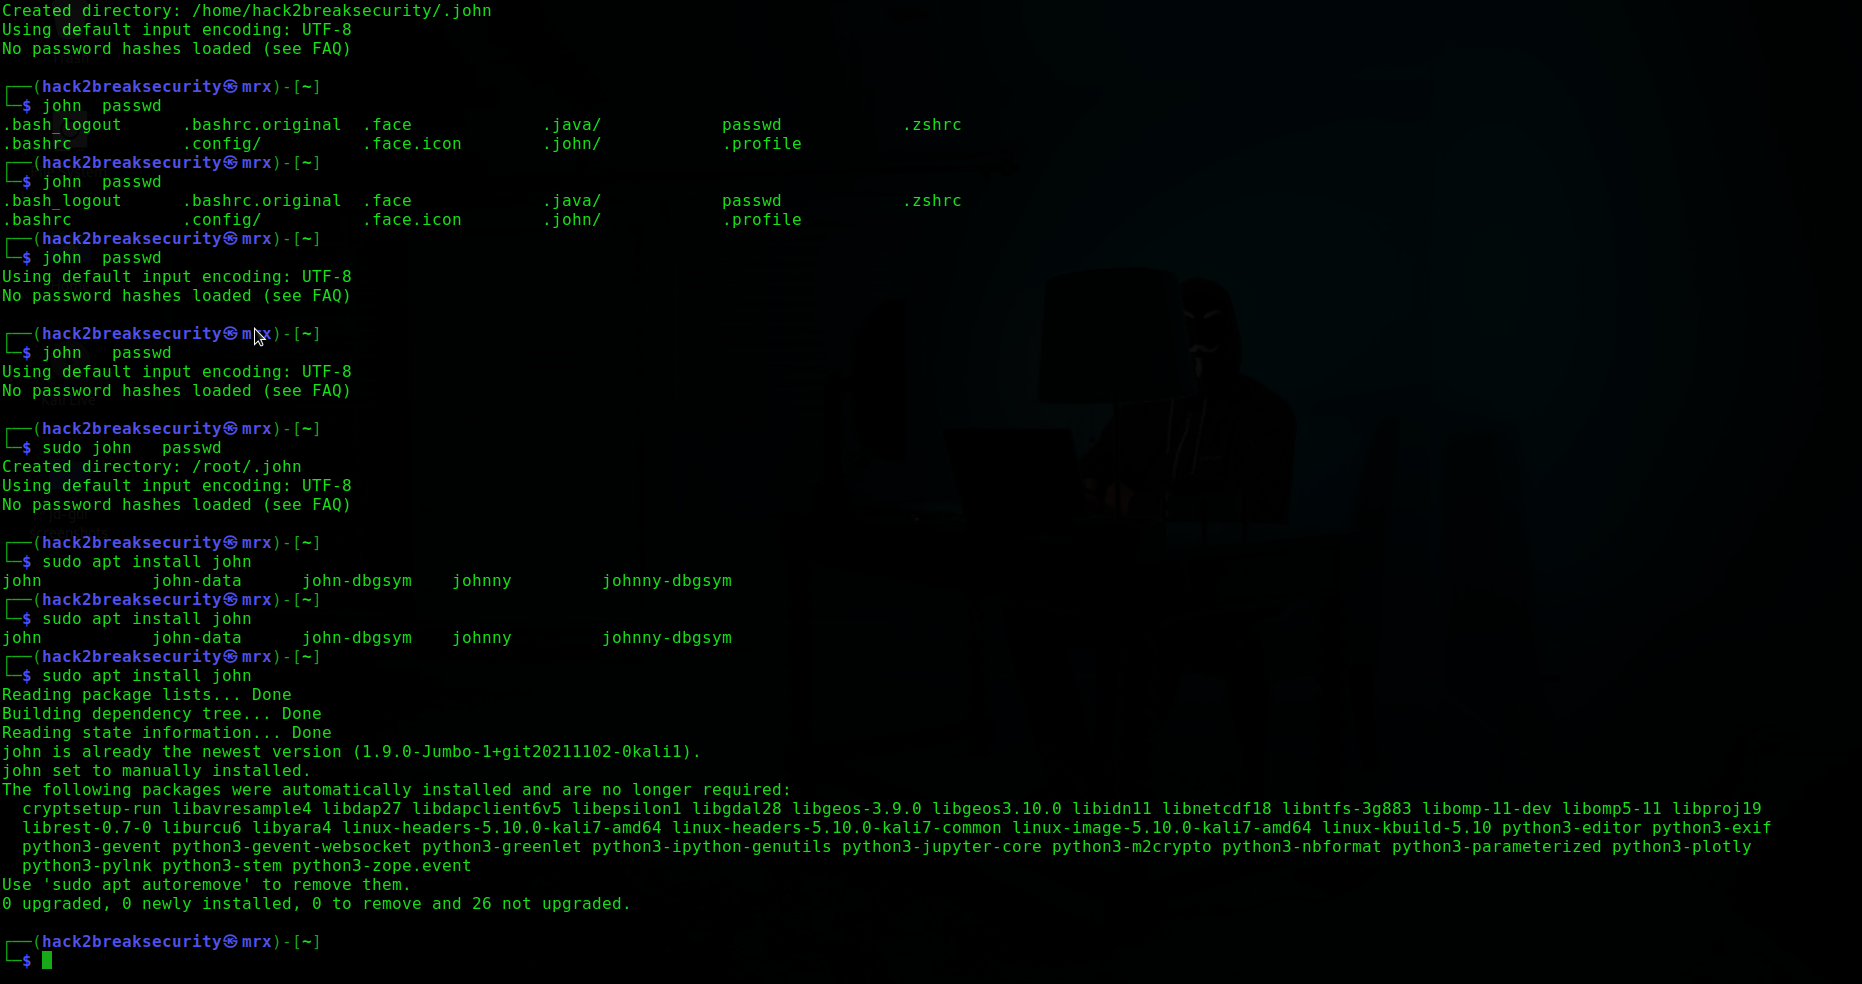 Created directory: /home/hack2breaksecurity/.john
Using default input encoding: UTF-8
No password hashes loaded (see FAQ)
┌──(hack2breaksecurity㉿mrx)-[~]
└─$ john  passwd
.bash_logout      .bashrc.original  .face             .java/            passwd            .zshrc
.bashrc           .config/          .face.icon        .john/            .profile
┌──(hack2breaksecurity㉿mrx)-[~]
└─$ john  passwd
.bash_logout      .bashrc.original  .face             .java/            passwd            .zshrc
.bashrc           .config/          .face.icon        .john/            .profile
┌──(hack2breaksecurity㉿mrx)-[~]
└─$ john  passwd
Using default input encoding: UTF-8
No password hashes loaded (see FAQ)
┌──(hack2breaksecurity㉿mrx)-[~]
└─$ john   passwd
Using default input encoding: UTF-8
No password hashes loaded (see FAQ)
┌──(hack2breaksecurity㉿mrx)-[~]
└─$ sudo john   passwd
Created directory: /root/.john
Using default input encoding: UTF-8
No password hashes loaded (see FAQ)
┌──(hack2breaksecurity㉿mrx)-[~]
└─$ sudo apt install john
john           john-data      john-dbgsym    johnny         johnny-dbgsym
┌──(hack2breaksecurity㉿mrx)-[~]
└─$ sudo apt install john
john           john-data      john-dbgsym    johnny         johnny-dbgsym
┌──(hack2breaksecurity㉿mrx)-[~]
└─$ sudo apt install john
Reading package lists... Done
Building dependency tree... Done
Reading state information... Done
john is already the newest version (1.9.0-Jumbo-1+git20211102-0kali1).
john set to manually installed.
The following packages were automatically installed and are no longer required:
  cryptsetup-run libavresample4 libdap27 libdapclient6v5 libepsilon1 libgdal28 libgeos-3.9.0 libgeos3.10.0 libidn11 libnetcdf18 libntfs-3g883 libomp-11-dev libomp5-11 libproj19
  librest-0.7-0 liburcu6 libyara4 linux-headers-5.10.0-kali7-amd64 linux-headers-5.10.0-kali7-common linux-image-5.10.0-kali7-amd64 linux-kbuild-5.10 python3-editor python3-exif
  python3-gevent python3-gevent-websocket python3-greenlet python3-ipython-genutils python3-jupyter-core python3-m2crypto python3-nbformat python3-parameterized python3-plotly
  python3-pylnk python3-stem python3-zope.event
Use 'sudo apt autoremove' to remove them.
0 upgraded, 0 newly installed, 0 to remove and 26 not upgraded.
┌──(hack2breaksecurity㉿mrx)-[~]
└─$